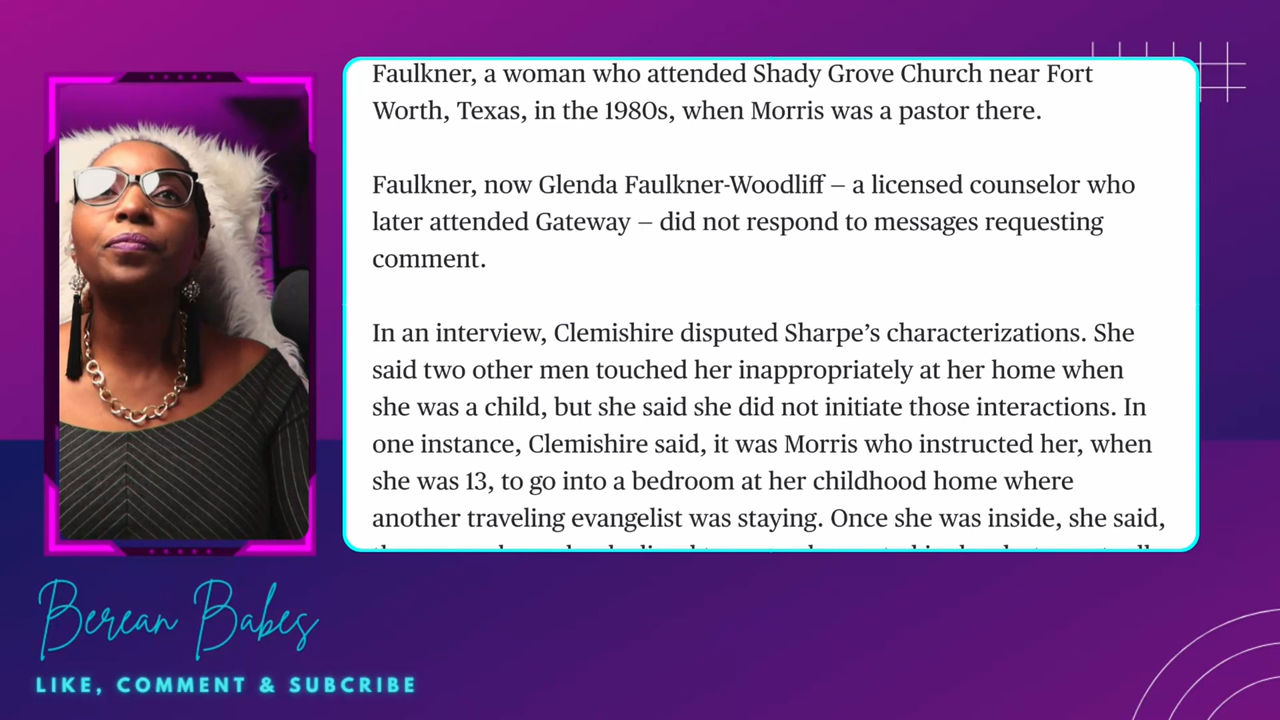 Faulkner, a woman who attended Shady Grove Church near Fort
Worth, Texas, in the 1980s, when Morris was a pastor there.
Faulkner, now Glenda Faulkner-Woodliff – a licensed counselor who
later attended Gateway – did not respond to messages requesting
comment.
In an interview, Clemishire disputed Sharpe’s characterizations. She
said two other men touched her inappropriately at her home when
she was a child, but she said she did not initiate those interactions. In
one instance, Clemishire said, it was Morris who instructed her, when
she was 13, to go into a bedroom at her childhood home where
another traveling evangelist was staying. Once she was inside, she said,
Berean Babes
LIKE, COMMENT & SUBCRIBE